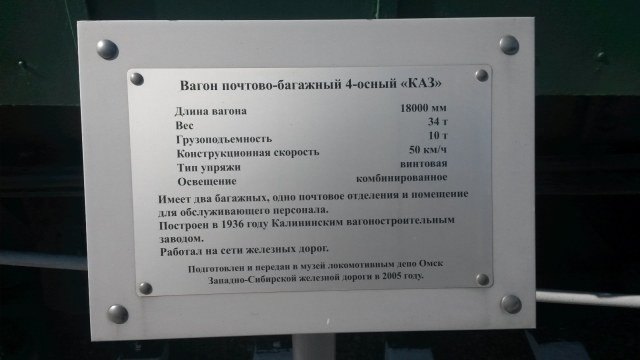 Вагон почтово-багажный 4-осный «КАЗ»
Длина вагона 18000 мм
Вес 34 т
Грузоподъемность 10 т
Конструкционная скорость 50 км/ч
Тип упряжи винтовая
Освещение комбинированное
Имеет два багажных, одно почтовое отделения и помещение
для обслуживающего персонала.
Построен в 1936 году Калининским вагоностроительным
заводом.
Работал на сети железных дорог.
Подготовлен и передан в музей локомотивным депо Омск
Западно-Сибирской железной дороги в 2005 году.